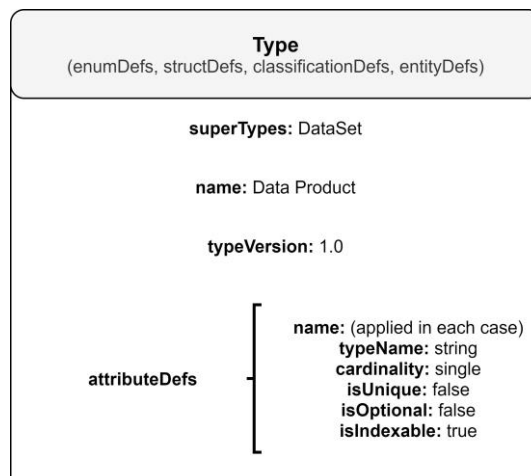 Type
(enumDefs, structDefs, classificationDefs, entityDefs)
superTypes: DataSet
name: Data Product
typeVersion: 1.0
attributeDefs
name: (applied in each case)
typeName: string
cardinality: single
isUnique: false
isOptional: false
isIndexable: true